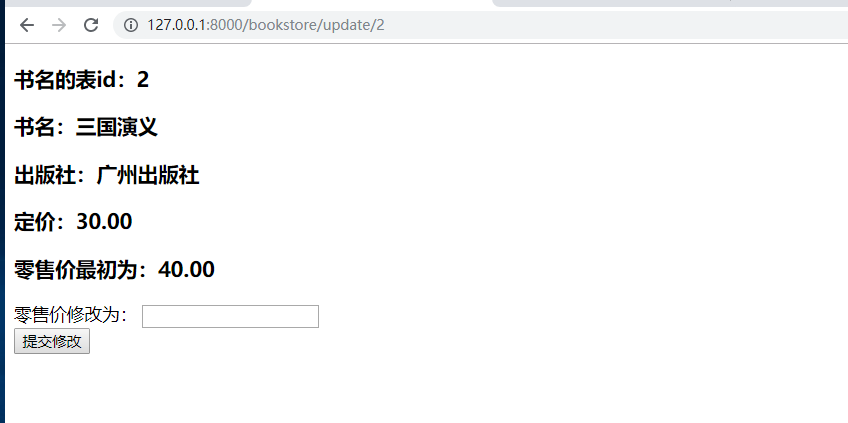 127.0.0.1:8000/bookstore/update/2
书名的表id：2
书名：三国演义
出版社：广州出版社
定价：30.00
零售价最初为：40.00
零售价修改为：
提交修改